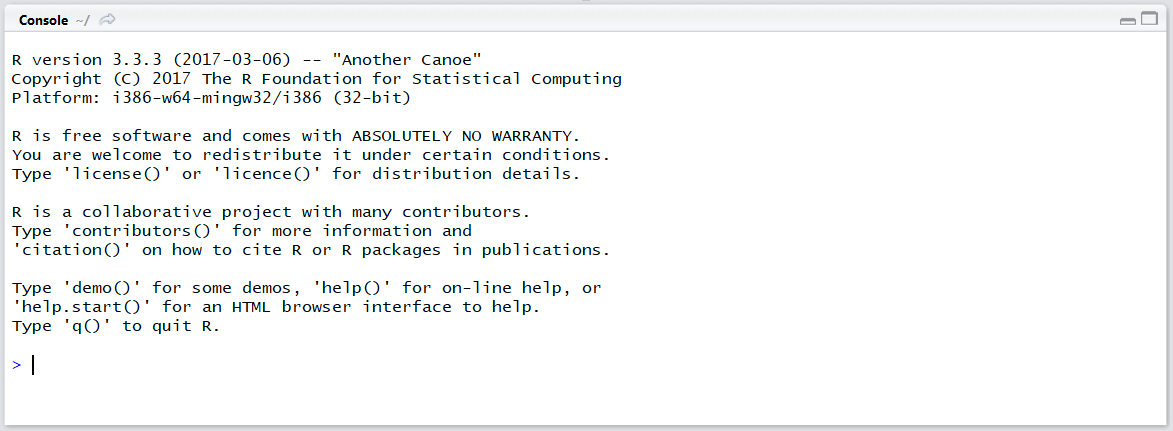 Console ~/
R version 3.3.3 (2017-03-06) -- "Another Canoe"
Copyright (C) 2017 The R Foundation for Statistical Computing
Platform: i386-w64-mingw32/i386 (32-bit)
R is free software and comes with ABSOLUTELY NO WARRANTY.
You are welcome to redistribute it under certain conditions.
Type 'license()' or 'licence()' for distribution details.
R is a collaborative project with many contributors.
Type 'contributors()' for more information and
'citation()' on how to cite R or R packages in publications.
Type 'demo()' for some demos, 'help()' for on-line help, or
'help.start()' for an HTML browser interface to help.
Type 'q()' to quit R.
>